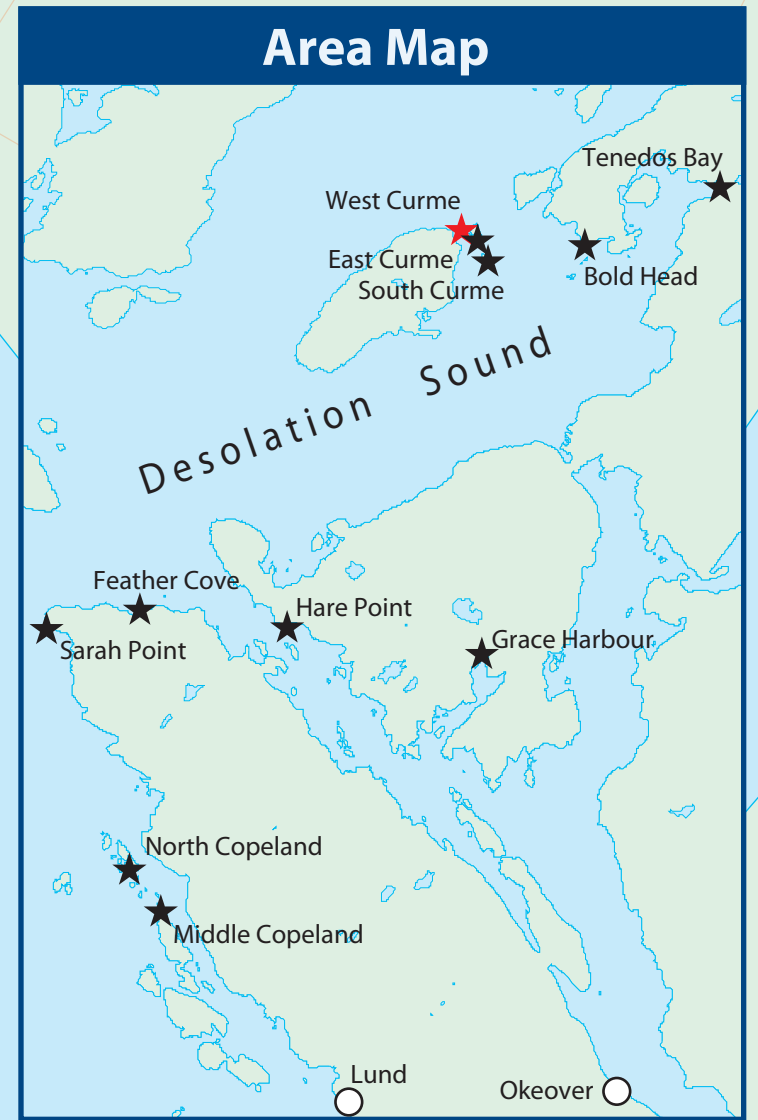 Area Map
Tenedos Bay
West Curme
East Curme
Bold Head
South Curme
Desolation Sound
Feather Cove
Hare Point
Sarah Point
Grace Harbour
North Copeland
Middle Copeland
Lund
Okeover